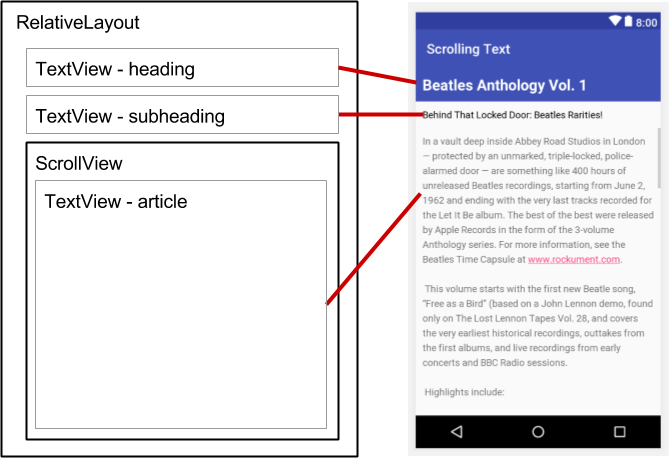 RelativeLayout
TextView - heading
TextView - subheading
ScrollView
TextView - article
8:00
Scrolling Text
Beatles Anthology Vol. 1
Behind That Locked Door: Beatles Rarities!
In a vault deep inside Abbey Road Studios in London
— protected by an unmarked, triple-locked, police-
alarmed door — are something like 400 hours of
unreleased Beatles recordings, starting from June 2,
1962 and ending with the very last tracks recorded for
the Let It Be album. The best of the best were released
by Apple Records in the form of the 3-volume
Anthology series. For more information, see the
Beatles Time Capsule at www.rockument.com.
This volume starts with the first new Beatle song,
“Free as a Bird” (based on a John Lennon demo, found
only on The Lost Lennon Tapes Vol. 28, and covers
the very earliest historical recordings, outtakes from
the first albums, and live recordings from early
concerts and BBC Radio sessions.
Highlights include: